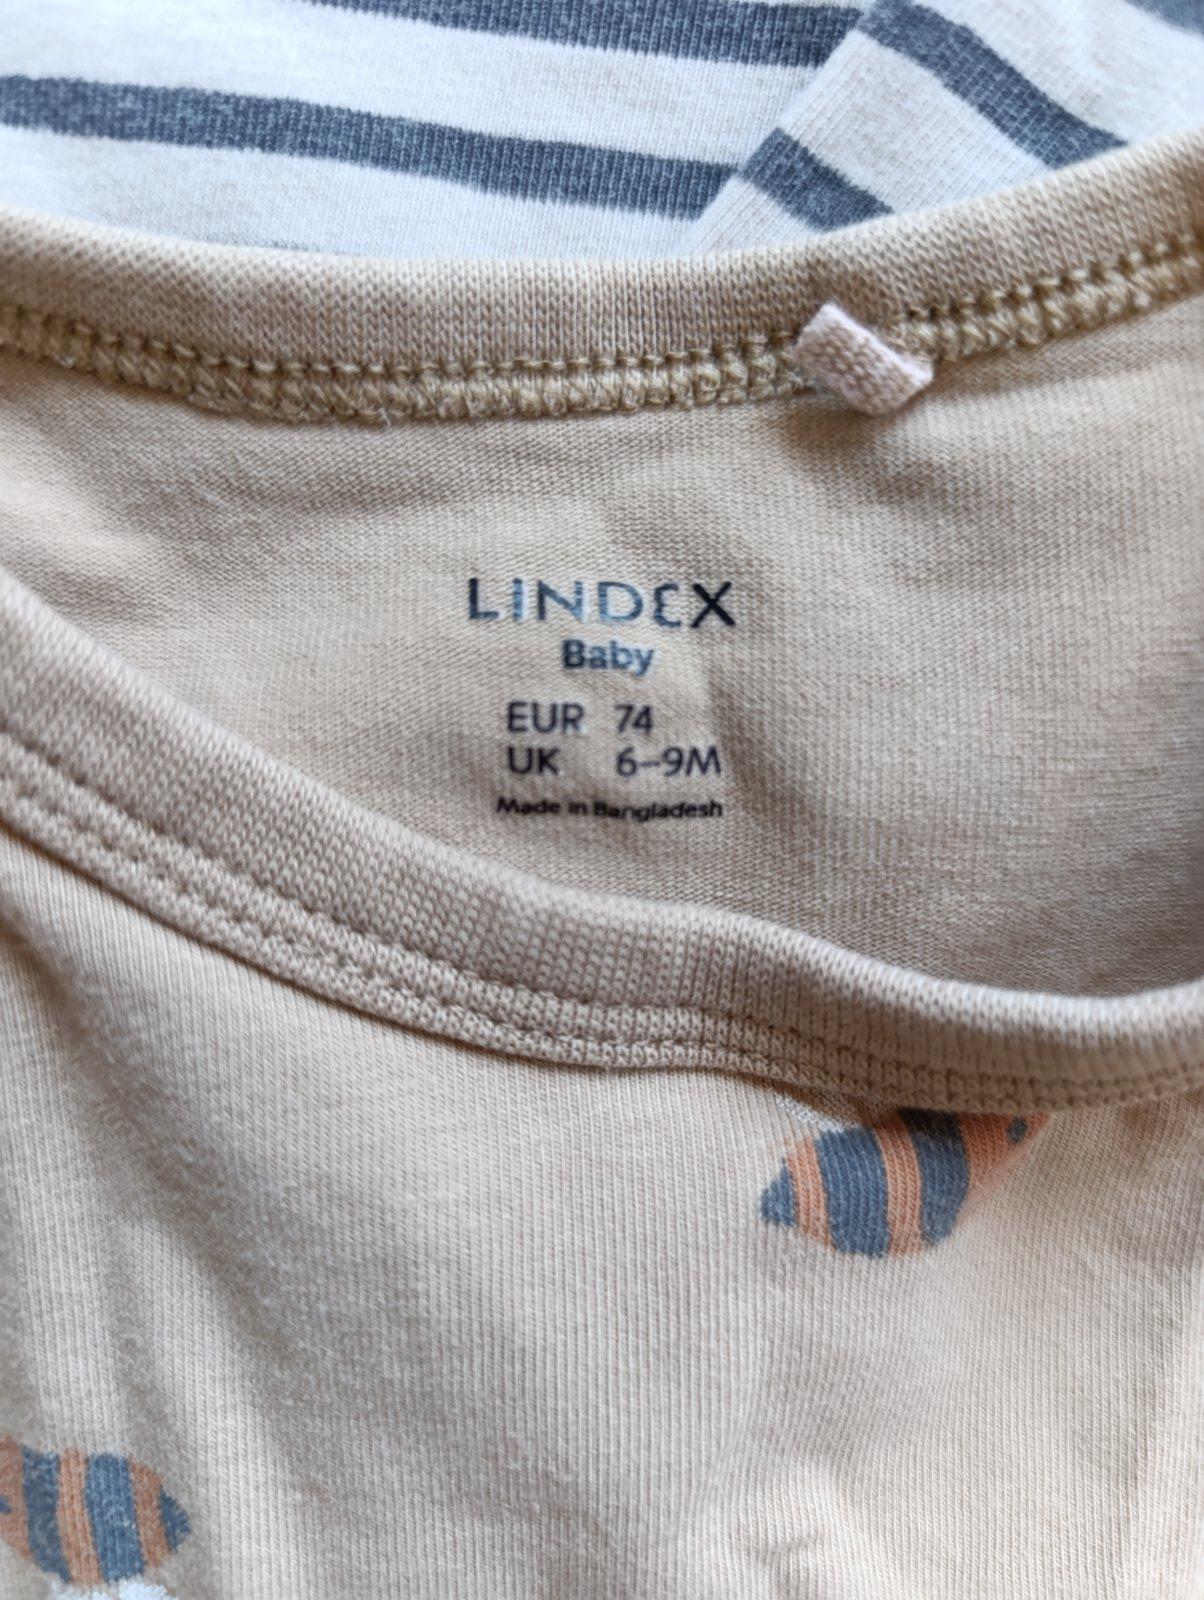 LINDEX
Baby
EUR 74
UK 6–9M
Made in Bangladesh